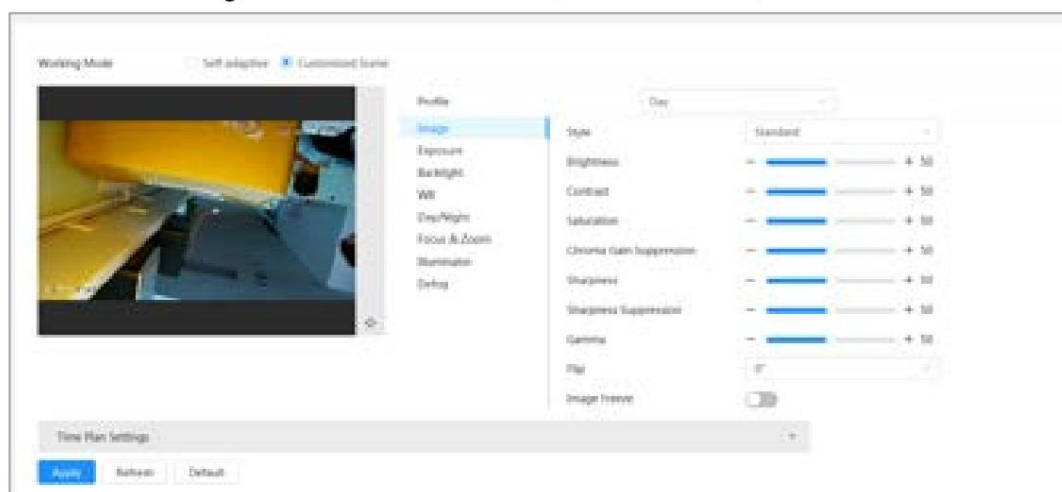 Working Mode Self-adaptive Customized Scene
Profile Day
Image
Exposure
Backlight
WB
Day/Night
Focus & Zoom
Illuminator
Defog
Style Standard
Brightness - + 50
Contrast - + 50
Saturation - + 50
Chroma Gain Suppression - + 50
Sharpness - + 50
Sharpness Suppression - + 50
Gamma - + 50
Flip 0°
Image Freeze
Time Plan Settings
Apply Refresh Default